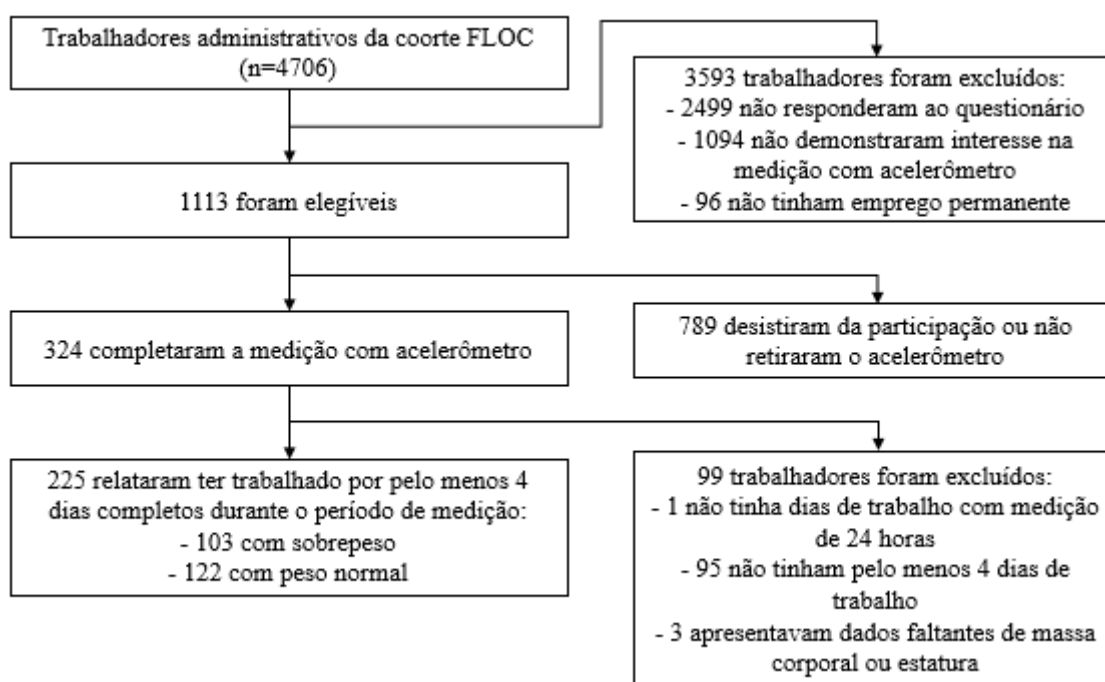 Trabalhadores administrativos da coorte FLOC
(n=4706)
3593 trabalhadores foram excluídos:
- 2499 não responderam ao questionário
- 1094 não demonstraram interesse na
medição com acelerômetro
- 96 não tinham emprego permanente
1113 foram elegíveis
789 desistiram da participação ou não
retiraram o acelerômetro
324 completaram a medição com acelerômetro
225 relataram ter trabalhado por pelo menos 4
dias completos durante o período de medição:
- 103 com sobrepeso
- 122 com peso normal
99 trabalhadores foram excluídos:
- 1 não tinha dias de trabalho com medição
de 24 horas
- 95 não tinham pelo menos 4 dias de
trabalho
- 3 apresentavam dados faltantes de massa
corporal ou estatura